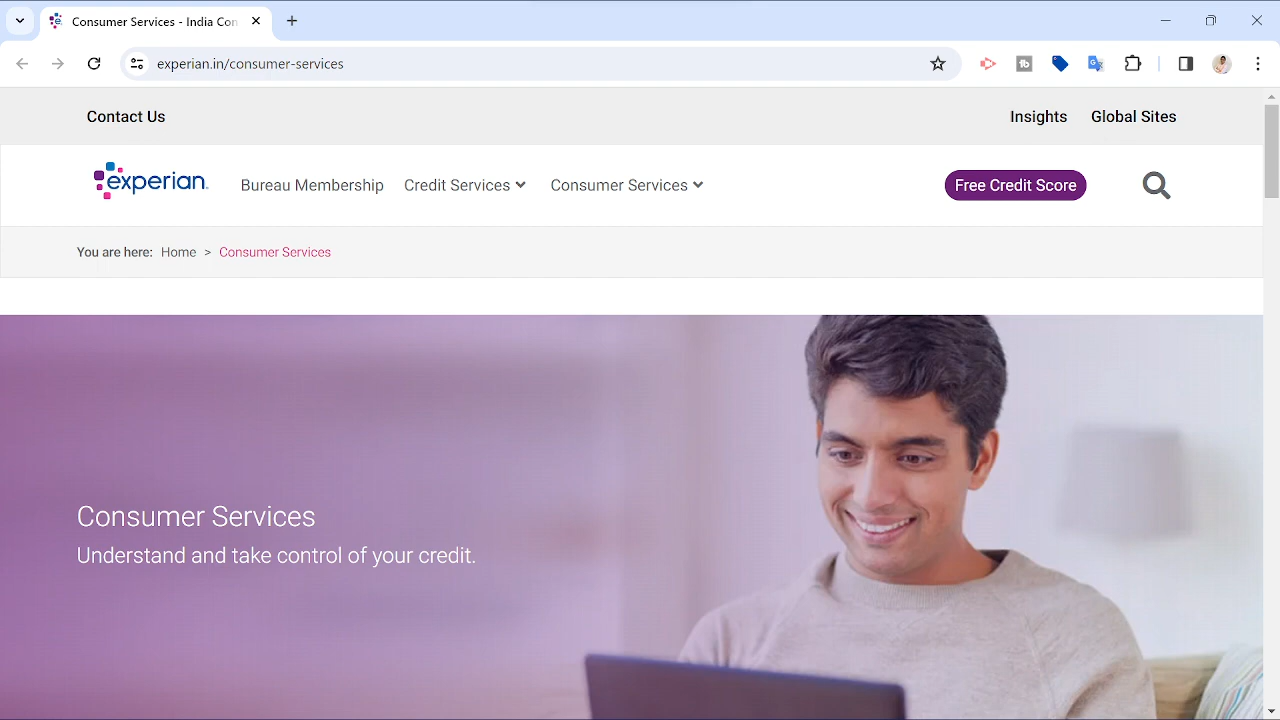 Consumer Services - India Con
experian.in/consumer-services
Contact Us
Insights
Global Sites
experian.
Bureau Membership
Credit Services
Consumer Services
Free Credit Score
You are here: Home > Consumer Services
Consumer Services
Understand and take control of your credit.